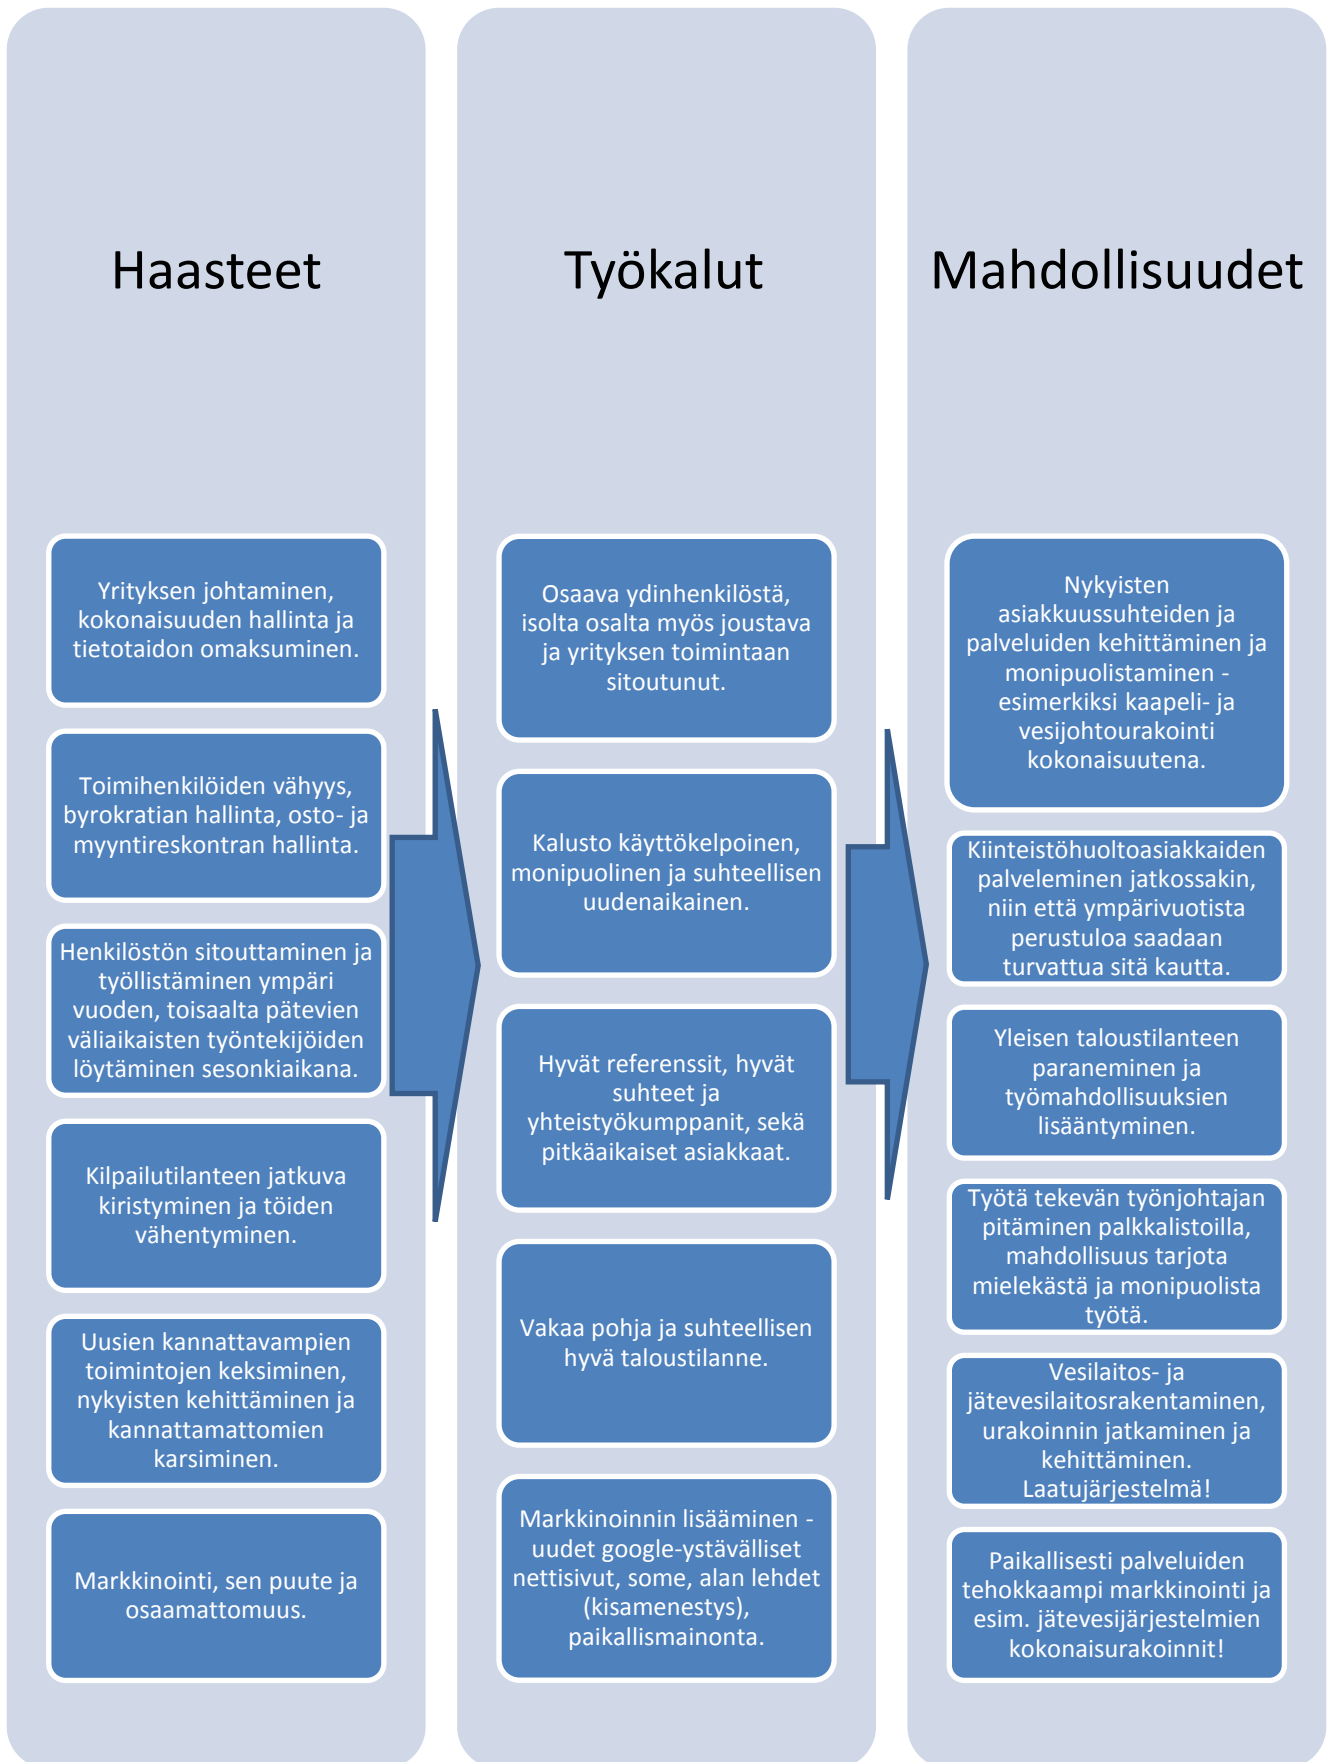 Haasteet
Yrityksen johtaminen,
kokonaisuuden hallinta ja
tietotaidon omaksuminen.
Toimihenkilöiden vähyys,
byrokratian hallinta, osto- ja
myyntireskontran hallinta.
Henkilöstön sitouttaminen ja
työllistäminen ympäri
vuoden, toisaalta pätevien
väliaikaisten työntekijöiden
löytäminen sesonkiaikana.
Kilpailutilanteen jatkuva
kiristyminen ja töiden
vähentyminen.
Uusien kannattavampien
toimintojen keksiminen,
nykyisten kehittäminen ja
kannattamattomien
karsiminen.
Markkinointi, sen puute ja
osaamattomuus.
Työkalut
Osaava ydinhenkilöstä,
isolta osalta myös joustava
ja yrityksen toimintaan
sitoutunut.
Kalusto käyttökelpoinen,
monipuolinen ja suhteellisen
uudenaikainen.
Hyvät referenssit, hyvät
suhteet ja
yhteistyökumppanit, sekä
pitkäaikaiset asiakkaat.
Vakaa pohja ja suhteellisen
hyvä taloustilanne.
Markkinoinnin lisääminen -
uudet google-ystävälliset
nettisivut, some, alan lehdet
(kisamenestys),
paikallismainonta.
Mahdollisuudet
Nykyisten
asiakkuussuhteiden ja
palveluiden kehittäminen ja
monipuolistaminen -
esimerkiksi kaapeli- ja
vesijohtourakointi
kokonaisuutena.
Kiinteistöhuoltoasiakkaiden
palveleminen jatkossakin,
niin että ympärivuotista
perustuloa saadaan
turvattua sitä kautta.
Yleisen taloustilanteen
paraneminen ja
työmahdollisuuksien
lisääntyminen.
Työtä tekevän työnjohtajan
pitäminen palkkalistoilla,
mahdollisuus tarjota
mielekästä ja monipuolista
työtä.
Vesilaitos- ja
jätevesilaitosrakentaminen,
urakoinnin jatkaminen ja
kehittäminen.
Laatujärjestelmä!
Paikallisesti palveluiden
tehokkaampi markkinointi ja
esim. jätevesijärjestelmien
kokonaisurakoinnit!